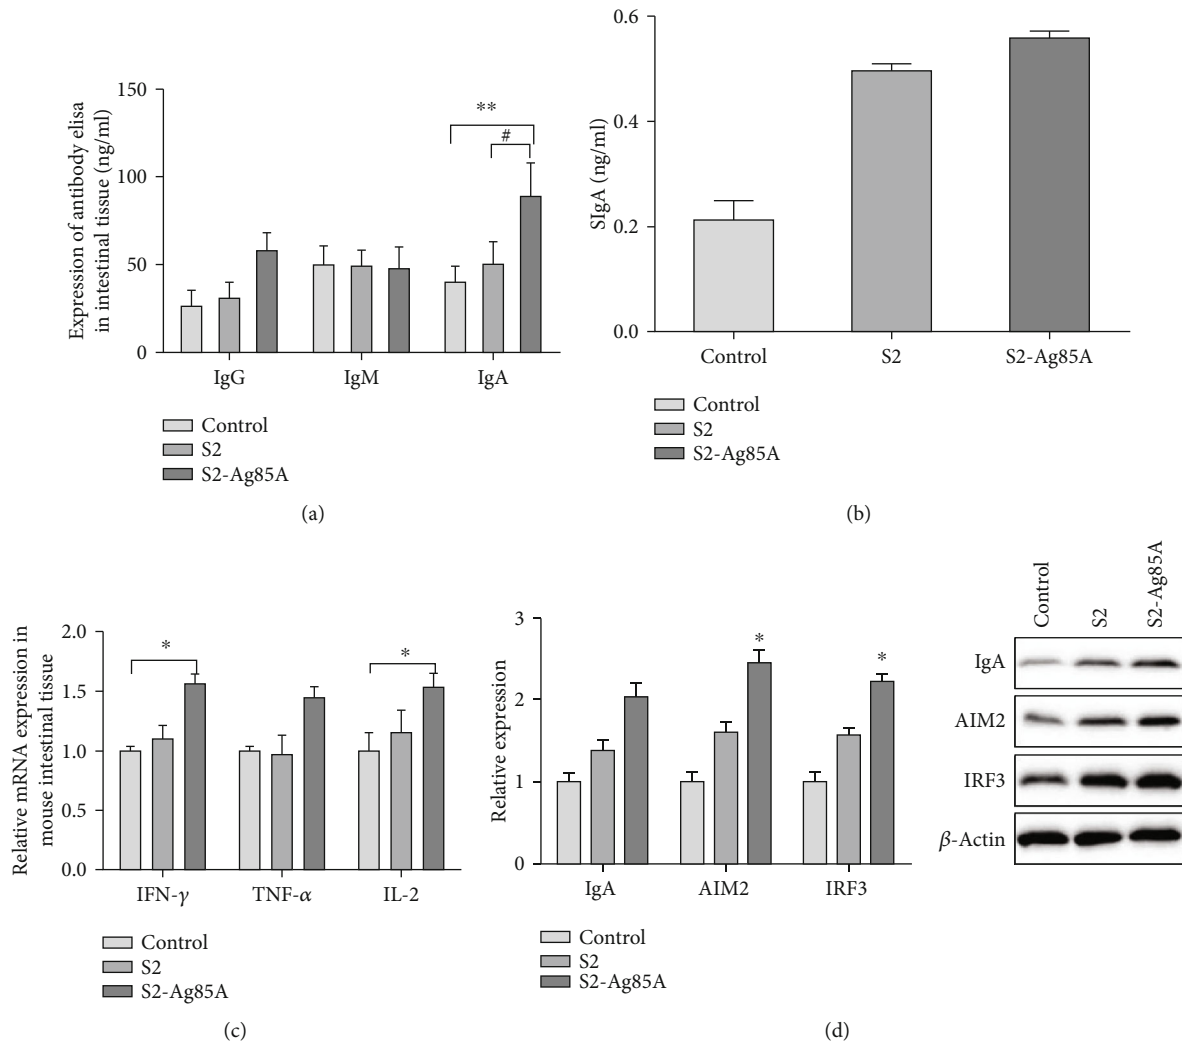 Expression of antibody elisa
in intestinal tissue (ng/ml)
150
100
50
0
**
#
IgG IgM IgA
Control
S2
S2-Ag85A
(a)
SIgA (ng/ml)
0.6
0.4
0.2
0.0
Control S2 S2-Ag85A
Control
S2
S2-Ag85A
(b)
Relative mRNA expression in
mouse intestinal tissue
2.0
1.5
1.0
0.5
0.0
* *
IFN-γ TNF-α IL-2
Control
S2
S2-Ag85A
(c)
Relative expression
3
2
1
0
* *
IgA AIM2 IRF3
Control
S2
S2-Ag85A
Control
S2
S2-Ag85A
IgA
AIM2
IRF3
β-Actin
(d)